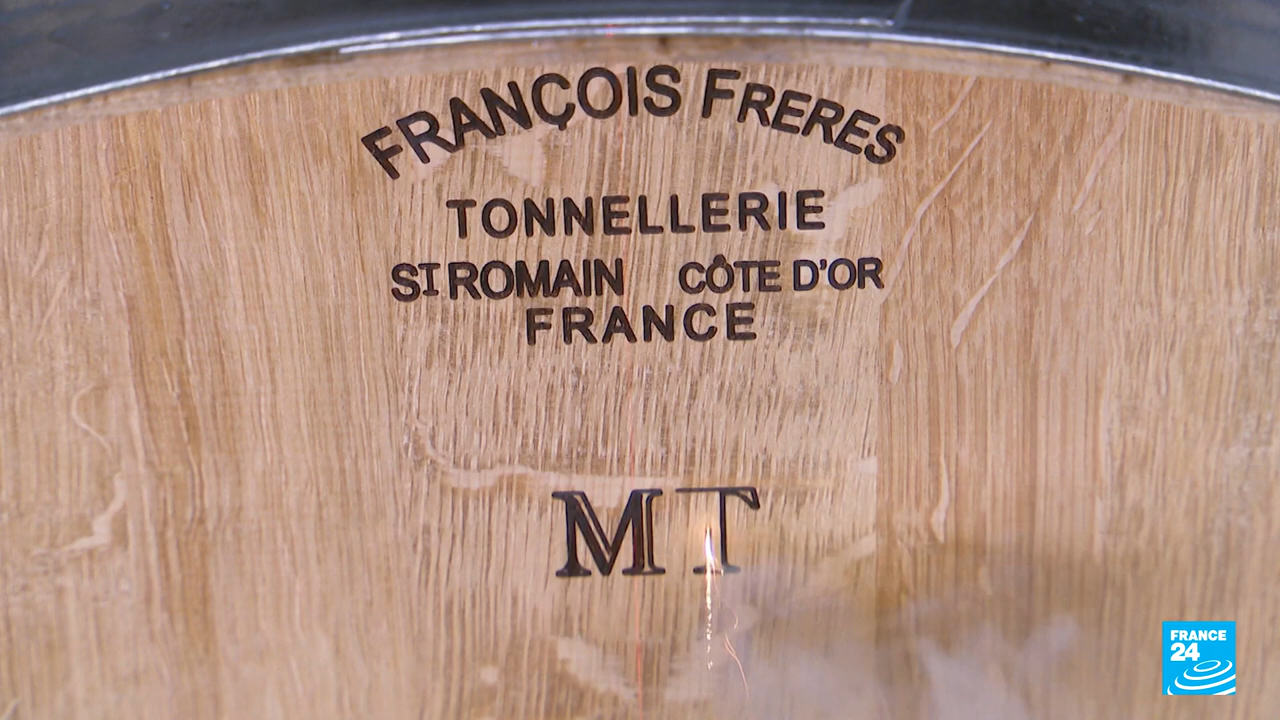 FRANÇOIS FRERES
TONNELLERIE
ST ROMAIN CÔTE D'OR
FRANCE
MT
FRANCE
24